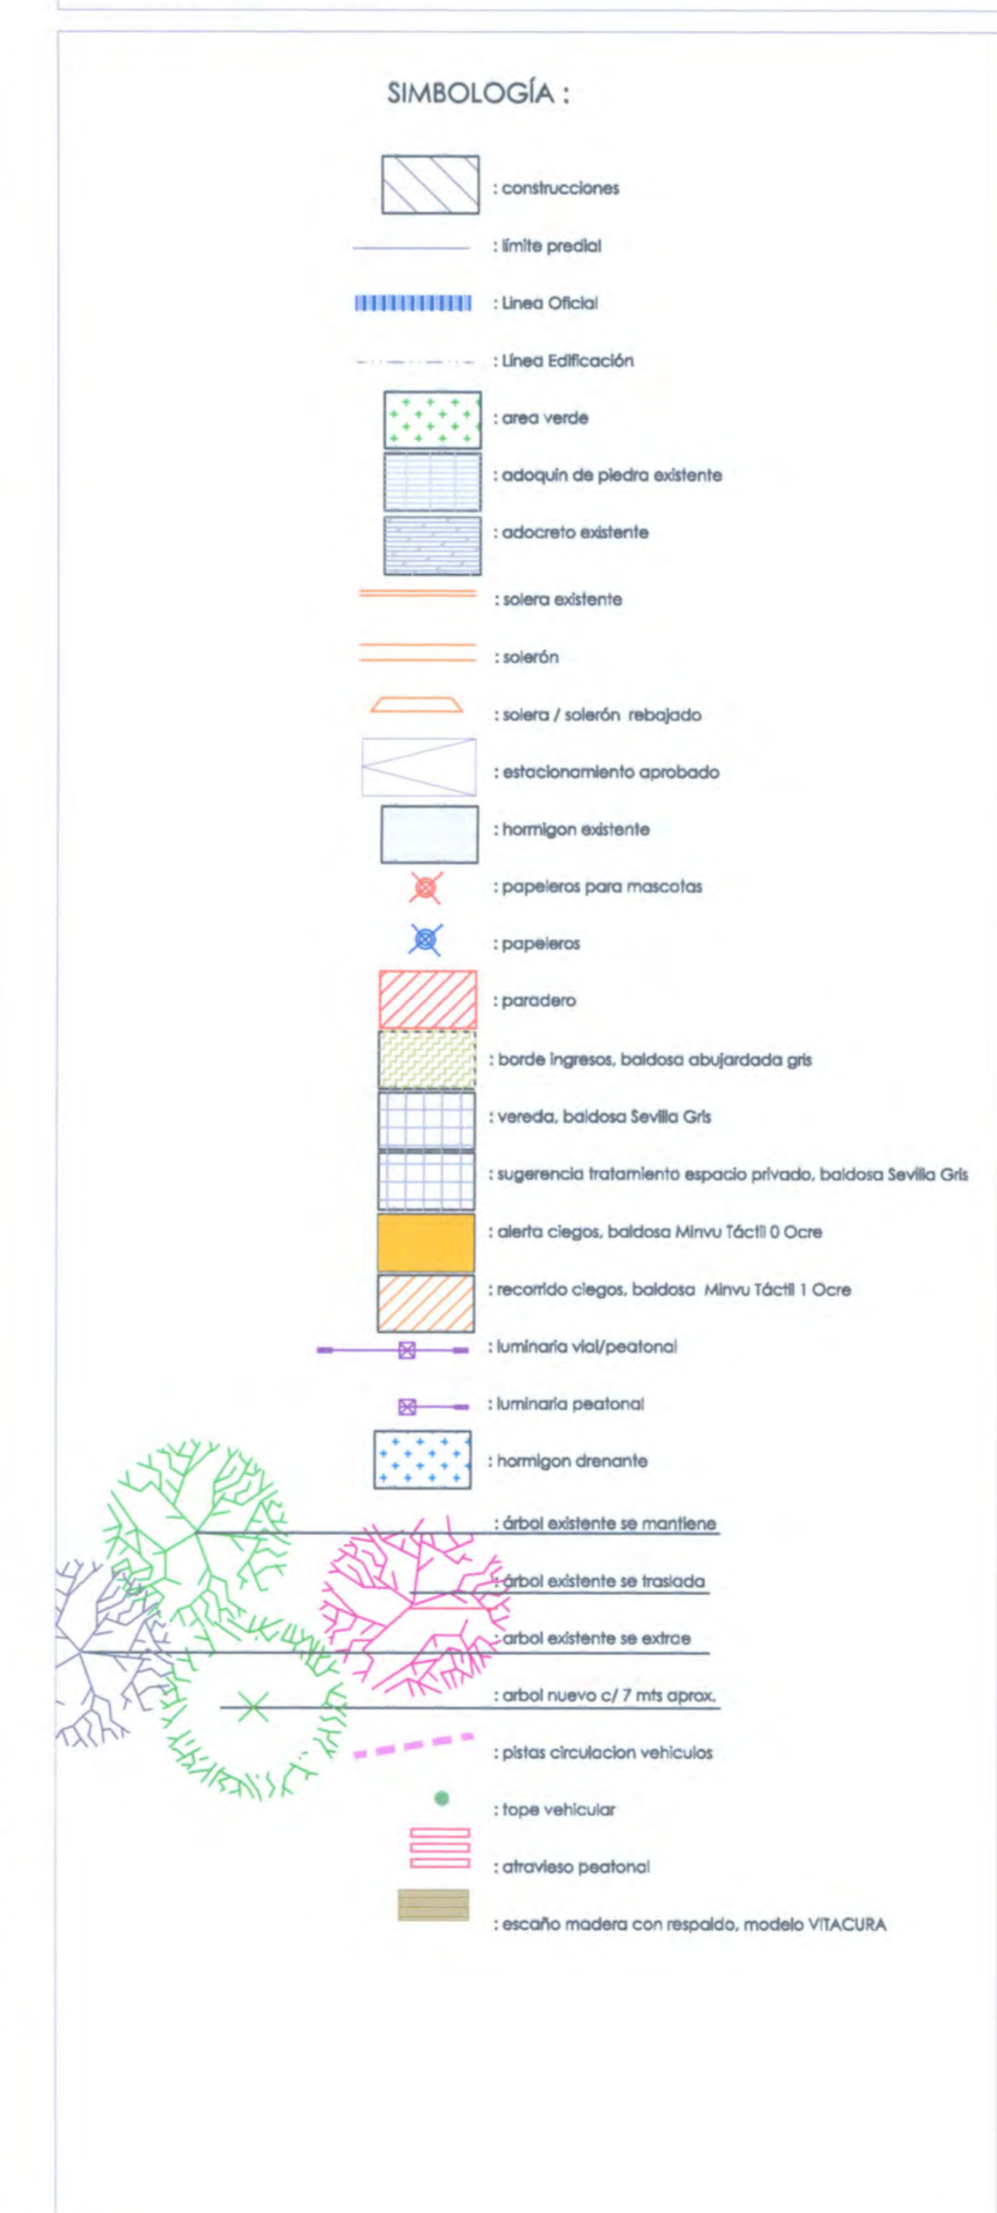 SIMBOLOGÍA :
: construcciones
: límite predial
: Linea Oficial
: Línea Edificación
: area verde
: adoquin de piedra existente
: adocreto existente
: solera existente
: solerón
: solera / solerón rebajado
: estacionamiento aprobado
: hormigon existente
: papeleros para mascotas
: papeleros
: paradero
: borde ingresos, baldosa abujardada gris
: vereda, baldosa Sevilla Gris
: sugerencia tratamiento espacio privado, baldosa Sevilla Gris
: alerta ciegos, baldosa Minvu Táctil 0 Ocre
: recorrido ciegos, baldosa Minvu Táctil 1 Ocre
: luminaria vial/peatonal
: luminaria peatonal
: hormigon drenante
: árbol existente se mantiene
: árbol existente se traslada
: arbol existente se extrae
: arbol nuevo c/ 7 mts aprox.
: pistas circulacion vehiculos
: tope vehicular
: atravieso peatonal
: escaño madera con respaldo, modelo VITACURA